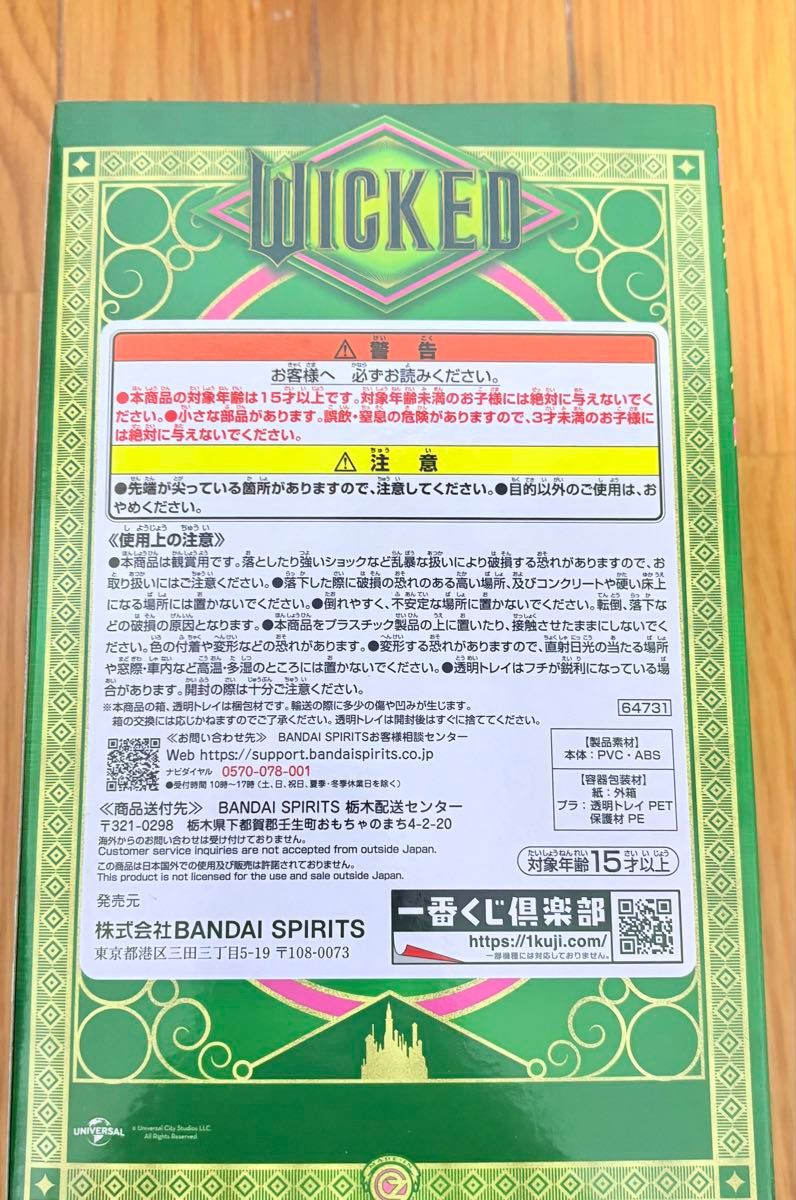 WICKED
⚠ 警告
お客様へ 必ずお読みください。
●本商品の対象年齢は15才以上です。対象年齢未満のお子様には絶対に与えないでく
ださい。●小さな部品があります。誤飲・窒息の危険がありますので、3才未満のお子様に
は絶対に与えないでください。
⚠ 注意
●先端が尖っている箇所がありますので、注意してください。●目的以外のご使用は、お
やめください。
《使用上の注意》
●本商品は観賞用です。落としたり強いショックなど乱暴な扱いにより破損する恐れがありますので、お
取り扱いにはご注意ください。●落下した際に破損の恐れのある高い場所、及びコンクリートや硬い床上
になる場所には置かないでください。●倒れやすく、不安定な場所に置かないでください。転倒、落下な
どの破損の原因となります。●本商品をプラスチック製品の上に置いたり、接触させたままにしないでく
ださい。色の付着や変形などの恐れがあります。●変形する恐れがありますので、直射日光の当たる場所
や窓際・車内など高温・多湿のところには置かないでください。●透明トレイはフチが鋭利になっている場
合があります。開封の際は十分ご注意ください。
※本商品の箱、透明トレイは梱包材です。輸送の際に多少の傷や凹みが生じます。
箱の交換には応じかねますのでご了承ください。透明トレイは開封後はすぐに捨ててください。
64731
≪お問い合わせ先≫ BANDAI SPIRITSお客様相談センター
Web https://support.bandaispirits.co.jp
ナビダイヤル 0570-078-001
●受付時間 10時〜17時(土、日、祝日、夏季・冬季休業日を除く)
【製品素材】
本体:PVC・ABS
【容器包装材】
紙:外箱
プラ:透明トレイ PET
保護材 PE
≪商品送付先≫ BANDAI SPIRITS 栃木配送センター
〒321-0298 栃木県下都賀郡壬生町おもちゃのまち4-2-20
海外からのお問い合わせは受け付けておりません。
Customer service inquiries are not accepted from outside Japan.
この商品は日本国外での使用及び販売は許諾されておりません。
This product is not licensed for the use and sale outside Japan.
対象年齢15才以上
発売元
株式会社BANDAI SPIRITS
東京都港区三田三丁目5-19 〒108-0073
一番くじ倶楽部
https://1kuji.com/
一部機種には対応しておりません。
UNIVERSAL
© Universal City Studios LLC.
All Rights Reserved.
MADE IN
OZ